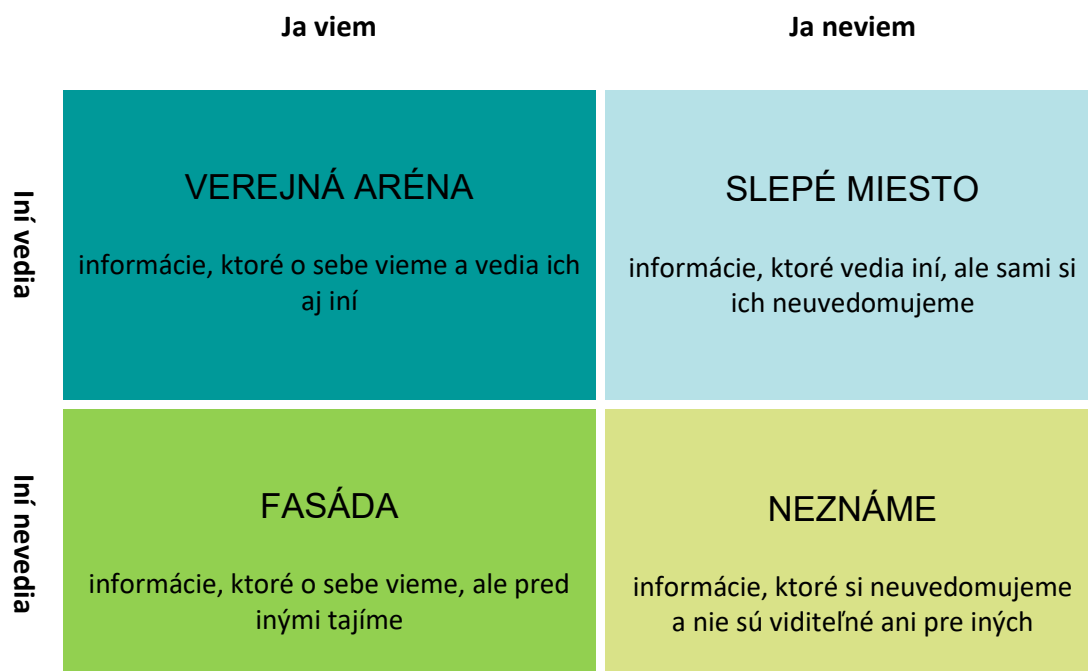 Ja viem
Ja neviem
Iní vedia
VEREJNÁ ARÉNA
informácie, ktoré o sebe vieme a vedia ich
aj iní
SLEPÉ MIESTO
informácie, ktoré vedia iní, ale sami si
ich neuvedomujeme
Iní nevedia
FASÁDA
informácie, ktoré o sebe vieme, ale pred
inými tajíme
NEZNÁME
informácie, ktoré si neuvedomujeme
a nie sú viditeľné ani pre iných